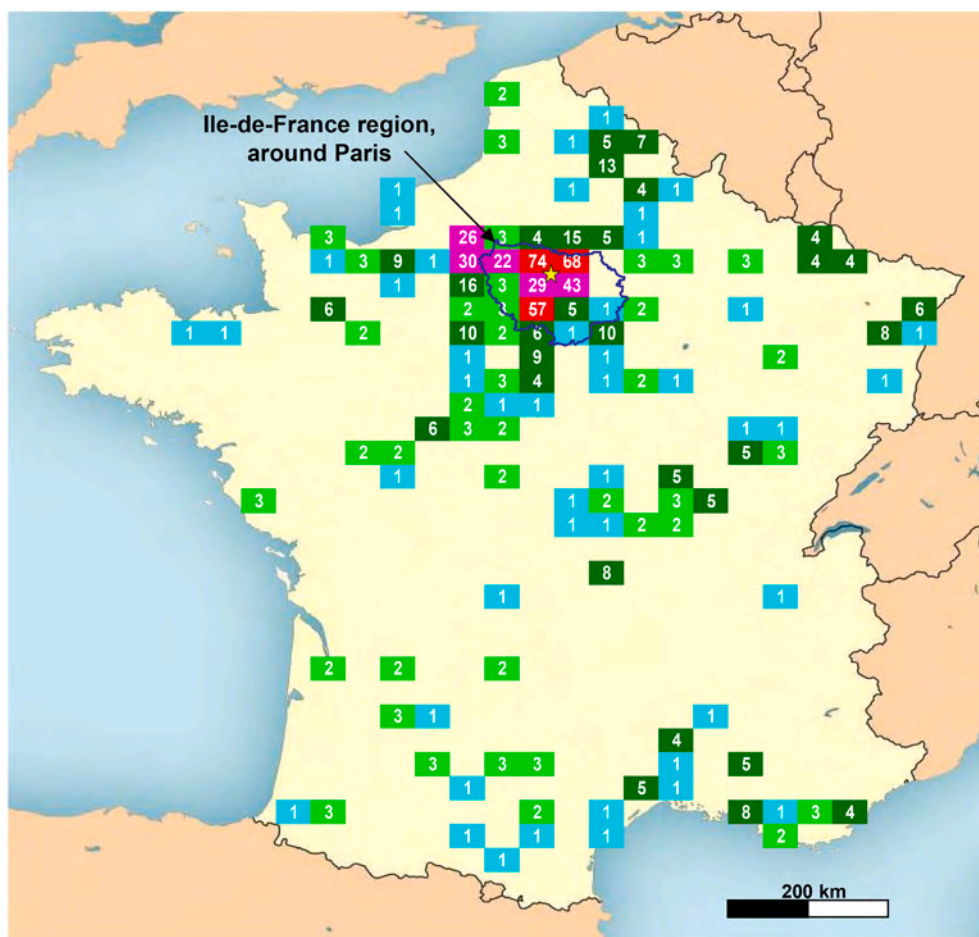 2
Ile-de-France region,
around Paris
1
3 1 5 7
13
1 1 4 1
1 1
3 26 3 4 15 5 1 4
1 3 9 1 30 22 74 68 3 3 3 4 4
1 16 3 29 43
6 2 3 57 5 1 2 1 6
1 1 2 10 2 6 1 10 8 1
1 9 1 2
1 3 4 1 2 1 1
2 1 1
6 3 2 1 1
2 2 5 3
1 2 1 5
3 1 2 3 5
1 1 2 2
8
1 1
2 2 2
3 1 1
4
3 3 3 1 5
1 5 1
1 3 2 1 8 1 3 4
1 1 1 2
1
200 km